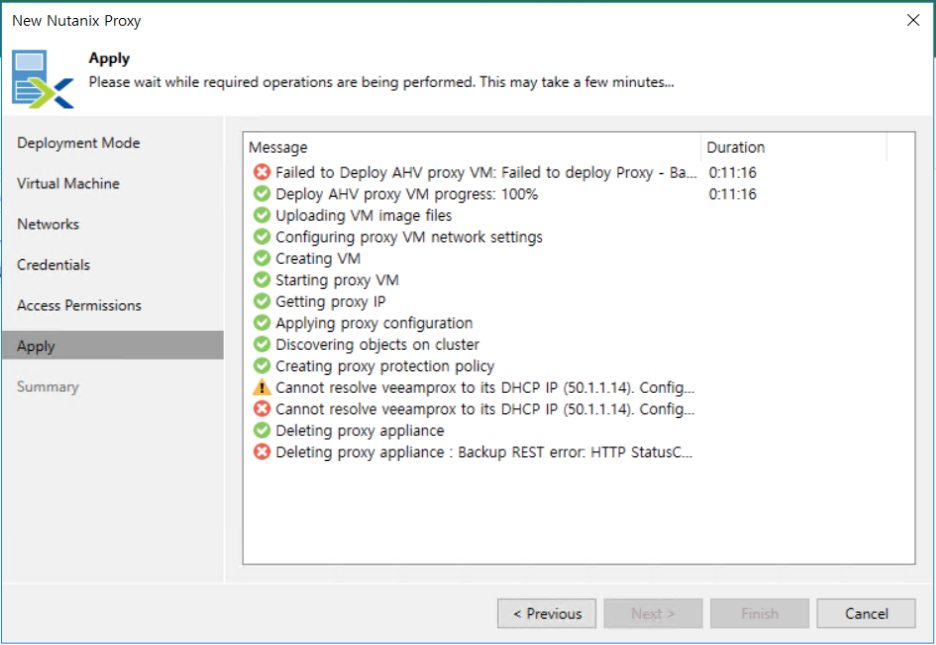 New Nutanix Proxy
Apply
Please wait while required operations are being performed. This may take a few minutes...
Deployment Mode
Virtual Machine
Networks
Credentials
Access Permissions
Apply
Summary
Message Duration
Failed to Deploy AHV proxy VM: Failed to deploy Proxy - Ba... 0:11:16
Deploy AHV proxy VM progress: 100% 0:11:16
Uploading VM image files
Configuring proxy VM network settings
Creating VM
Starting proxy VM
Getting proxy IP
Applying proxy configuration
Discovering objects on cluster
Creating proxy protection policy
Cannot resolve veeamprox to its DHCP IP (50.1.1.14). Config...
Cannot resolve veeamprox to its DHCP IP (50.1.1.14). Config...
Deleting proxy appliance
Deleting proxy appliance : Backup REST error: HTTP StatusC...
< Previous Next > Finish Cancel